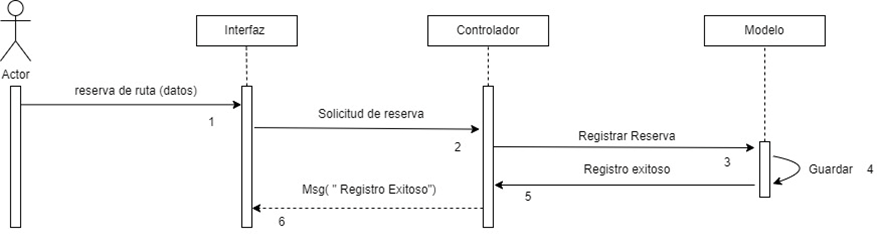 Interfaz
Controlador
Modelo
Actor
reserva de ruta (datos)
1
Solicitud de reserva
2
Registrar Reserva
3
Guardar 4
Registro exitoso
5
Msg( " Registro Exitoso")
6